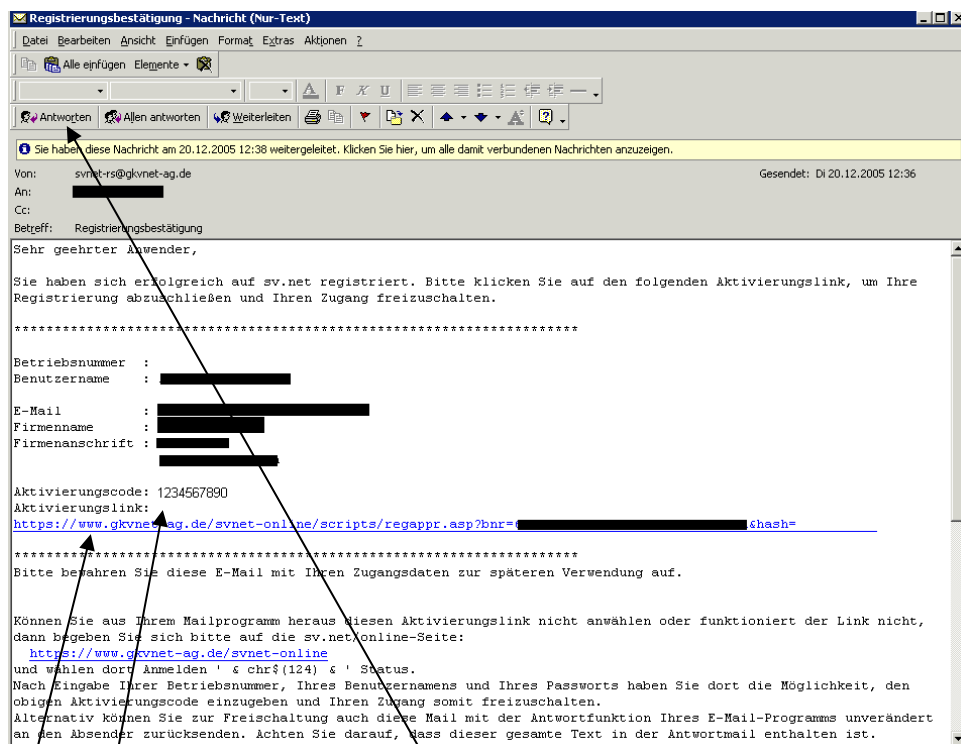 Registrierungsbestätigung - Nachricht (Nur-Text)
Datei Bearbeiten Ansicht Einfügen Format Extras Aktionen ?
Alle einfügen Elemente
A F K U
Antworten Allen antworten Weiterleiten
Sie haben diese Nachricht am 20.12.2005 12:38 weitergeleitet. Klicken Sie hier, um alle damit verbundenen Nachrichten anzuzeigen.
Von: svnet-rs@gkvnet-ag.de Gesendet: Di 20.12.2005 12:36
An:
Cc:
Betreff: Registrierungsbestätigung
Sehr geehrter Anwender,
Sie haben sich erfolgreich auf sv.net registriert. Bitte klicken Sie auf den folgenden Aktivierungslink, um Ihre
Registrierung abzuschließen und Ihren Zugang freizuschalten.
*********************************************************************
Betriebsnummer :
Benutzername :
E-Mail :
Firmenname :
Firmenanschrift :
Aktivierungscode: 1234567890
Aktivierungslink:
https://www.gkvnet-ag.de/svnet-online/scripts/regappr.asp?bnr= &hash=
*********************************************************************
Bitte bewahren Sie diese E-Mail mit Ihren Zugangsdaten zur späteren Verwendung auf.
Können Sie aus Ihrem Mailprogramm heraus diesen Aktivierungslink nicht anwählen oder funktioniert der Link nicht,
dann begeben Sie sich bitte auf die sv.net/online-Seite:
https://www.gkvnet-ag.de/svnet-online
und wählen dort Anmelden ' & chr$(124) & ' Status.
Nach Eingabe Ihrer Betriebsnummer, Ihres Benutzernamens und Ihres Passworts haben Sie dort die Möglichkeit, den
obigen Aktivierungscode einzugeben und Ihren Zugang somit freizuschalten.
Alternativ können Sie zur Freischaltung auch diese Mail mit der Antwortfunktion Ihres E-Mail-Programms unverändert
an den Absender zurücksenden. Achten Sie darauf, dass dieser gesamte Text in der Antwortmail enthalten ist.